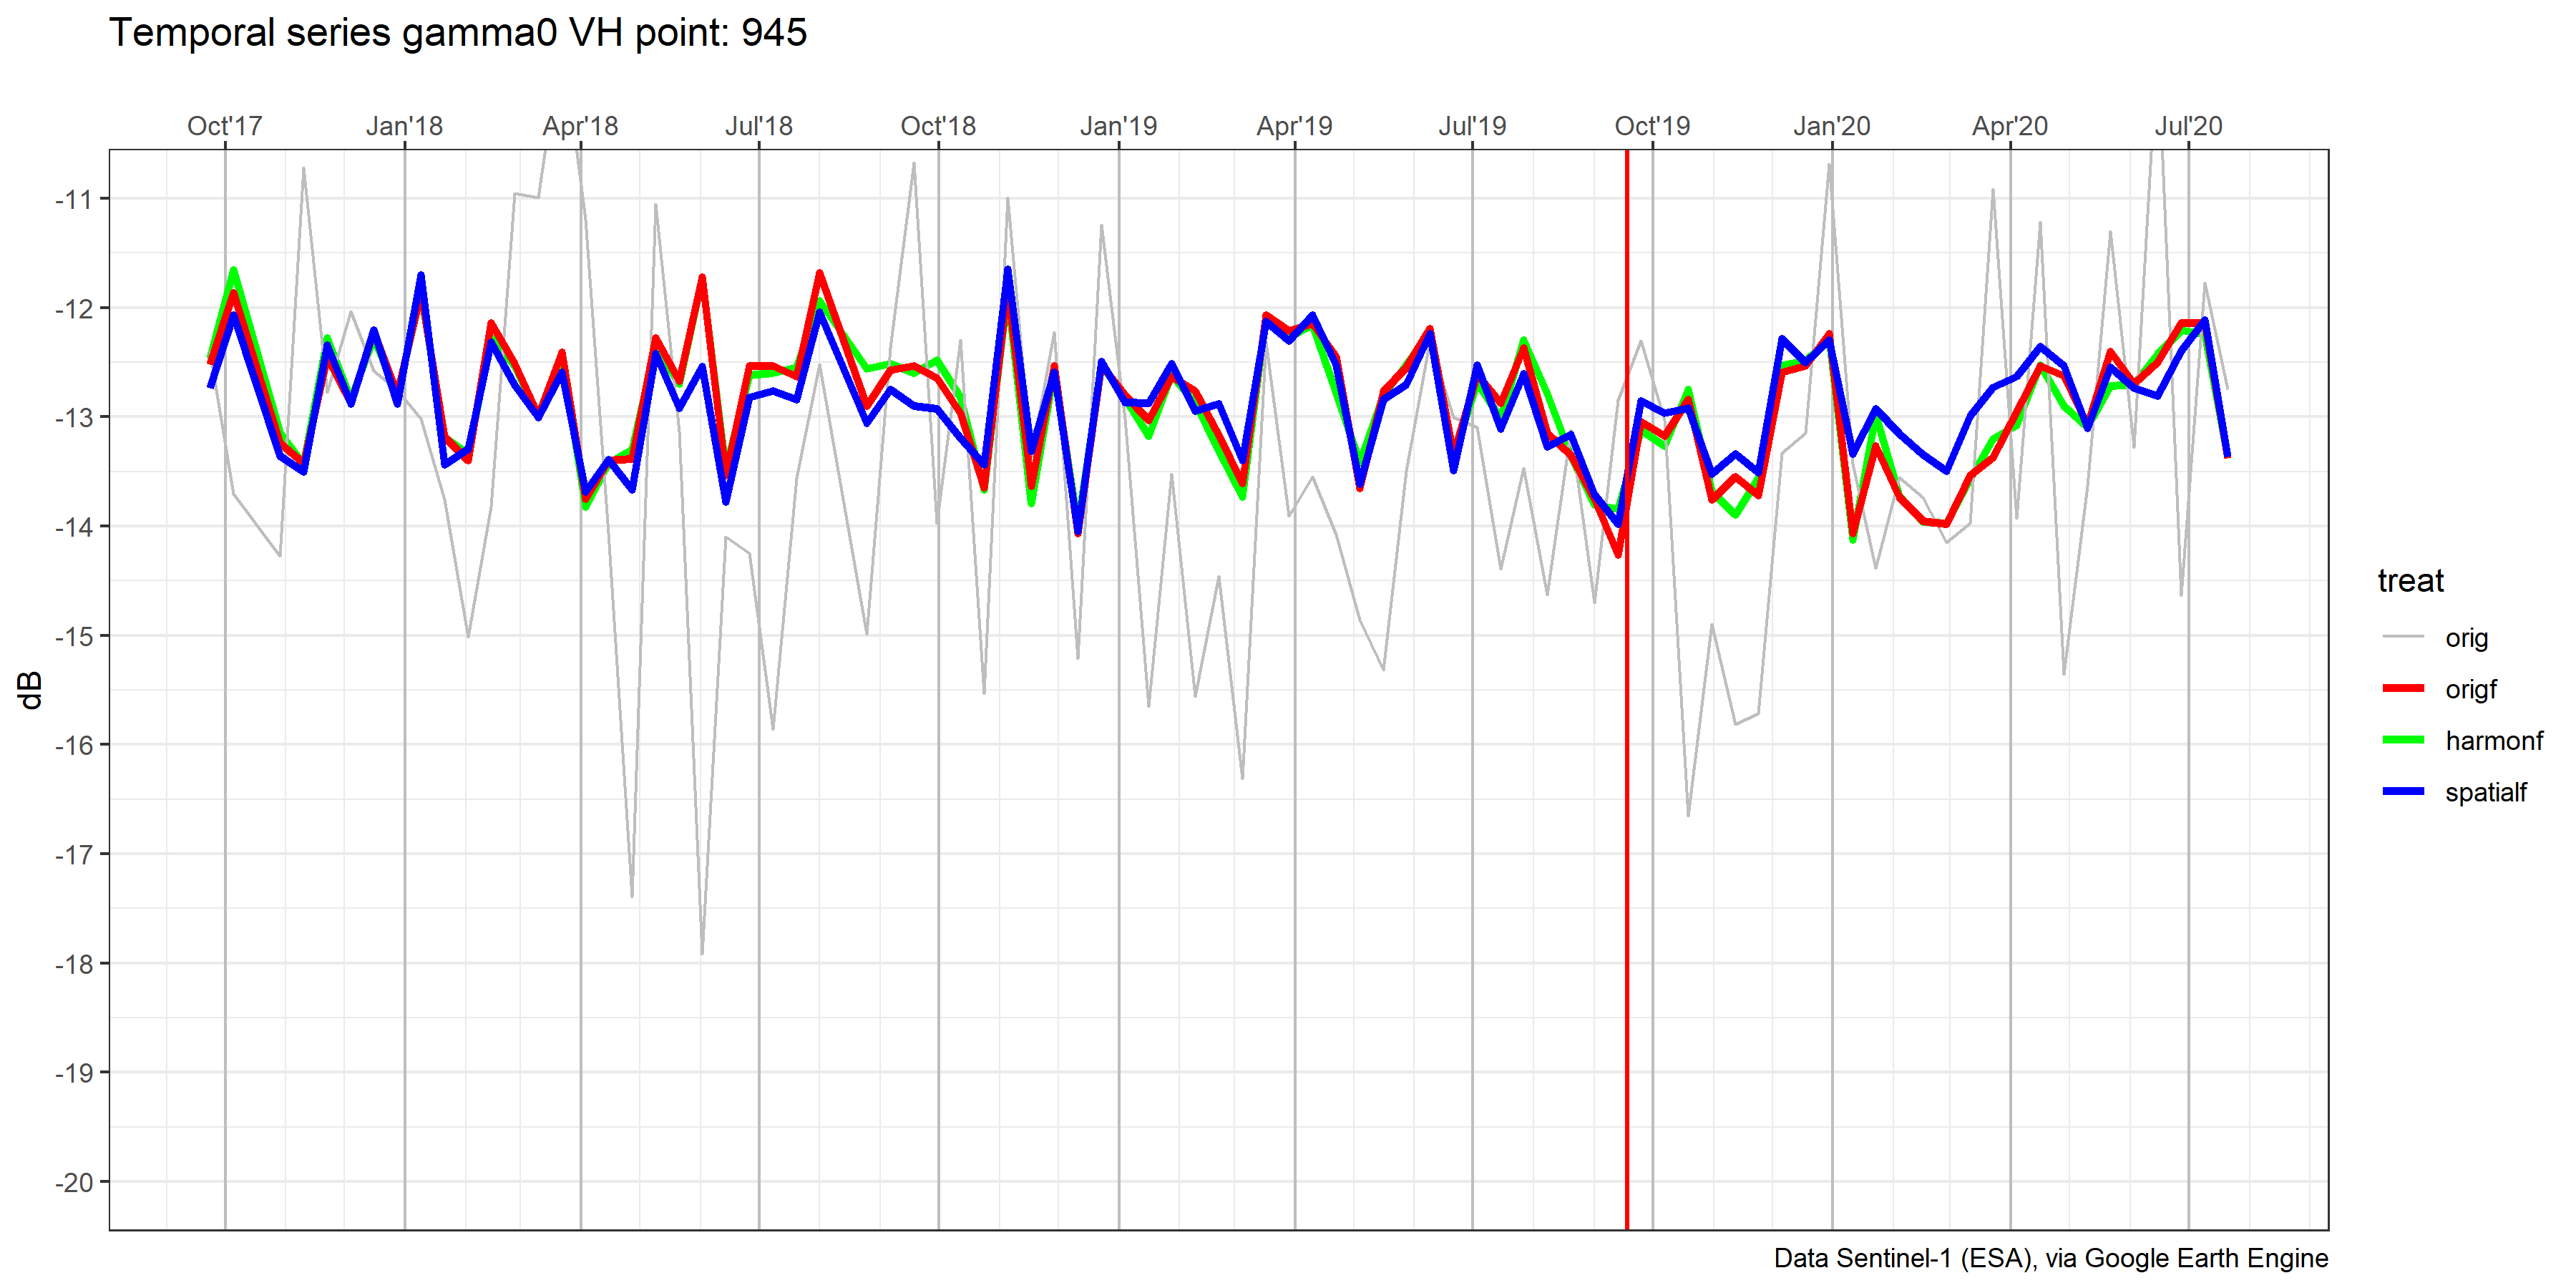 Temporal series gamma0 VH point: 945
Oct'17 Jan'18 Apr'18 Jul'18 Oct'18 Jan'19 Apr'19 Jul'19 Oct'19 Jan'20 Apr'20 Jul'20
-11
-12
-13
-14
-15
-16
-17
-18
-19
-20
dB
treat
orig
origf
harmonf
spatialf
Data Sentinel-1 (ESA), via Google Earth Engine